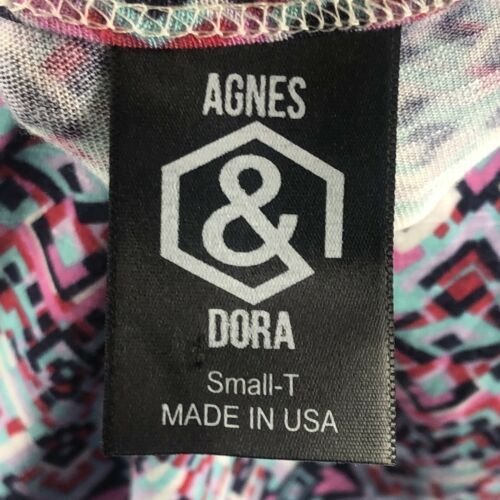 AGNES
&
DORA
Small-T
MADE IN USA